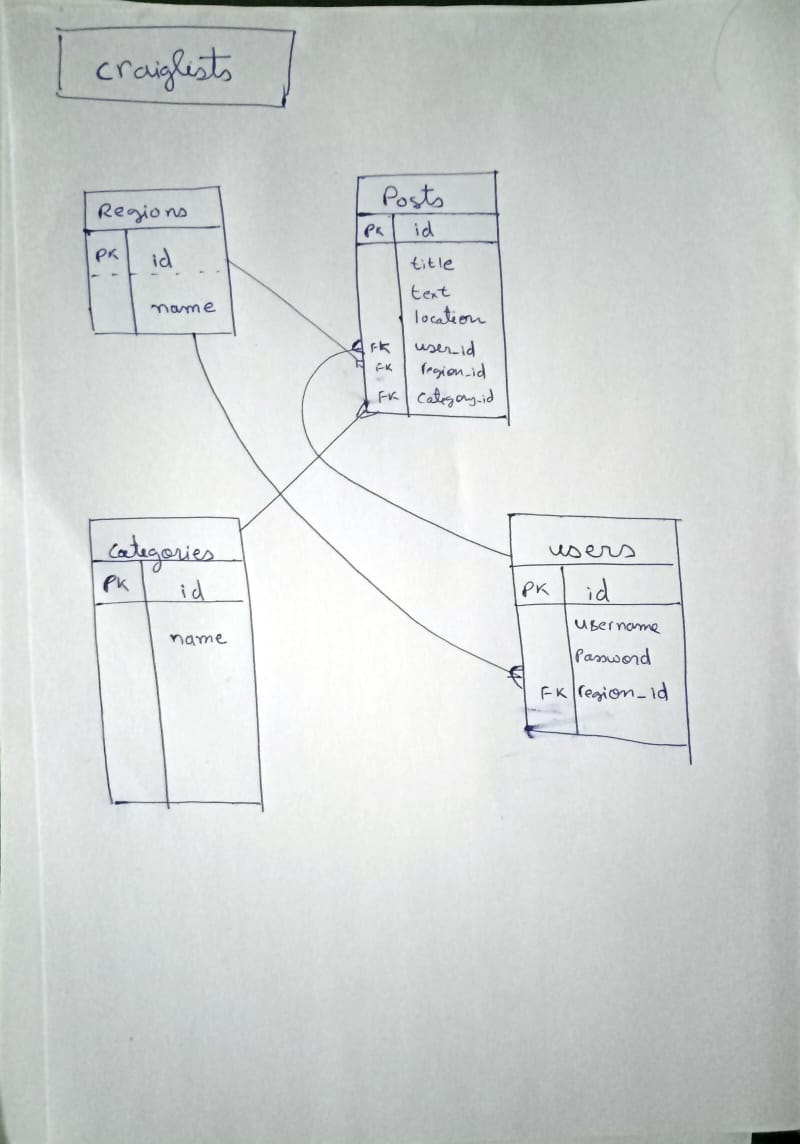 craiglists
Regions
PK id
name
Posts
PK id
title
text
location
FK user_id
FK region_id
FK Category_id
Categories
PK id
name
users
PK id
username
Password
FK region_id